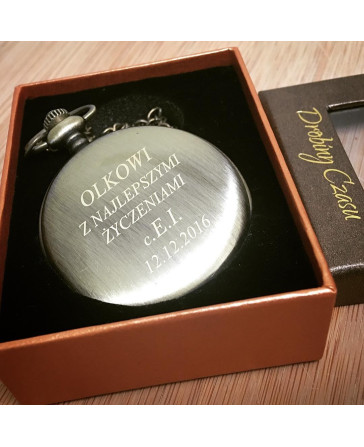 OLKOWI
Z NAJLEPSZYMI
ŻYCZENIAMI
c.E.I.
12.12.2016
Drobiny Czasu